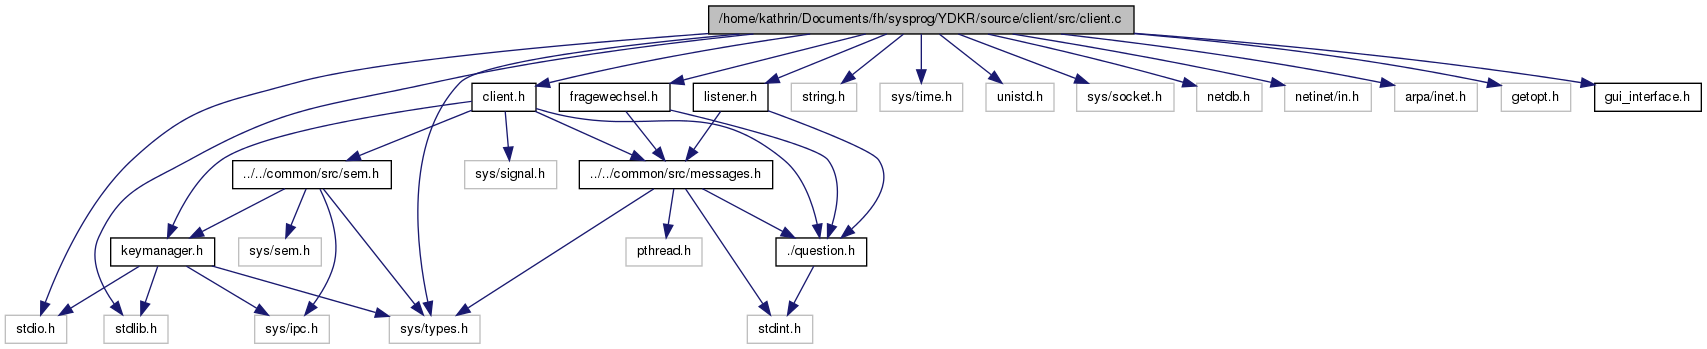 /home/kathrin/Documents/fh/sysprog/YDKR/source/client/src/client.c
client.h
fragewechsel.h
listener.h
string.h
sys/time.h
unistd.h
sys/socket.h
netdb.h
netinet/in.h
arpa/inet.h
getopt.h
gui_interface.h
../../common/src/sem.h
sys/signal.h
../../common/src/messages.h
keymanager.h
sys/sem.h
pthread.h
./question.h
stdio.h
stdlib.h
sys/ipc.h
sys/types.h
stdint.h